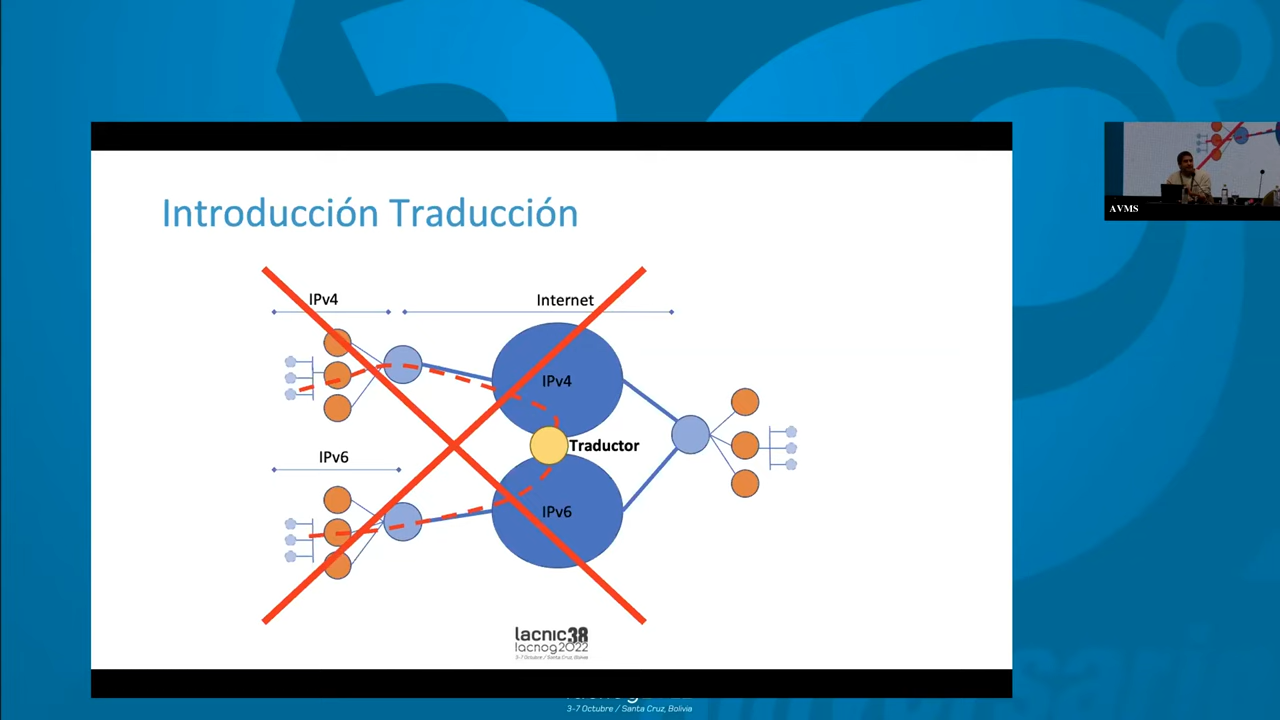 Introducción Traducción
IPv4
Internet
IPv4
Traductor
IPv6
IPv6
lacnic38
lacnog2022
3-7 Octubre / Santa Cruz, Bolivia
AVMS
3-7 Octubre / Santa Cruz, Bolivia